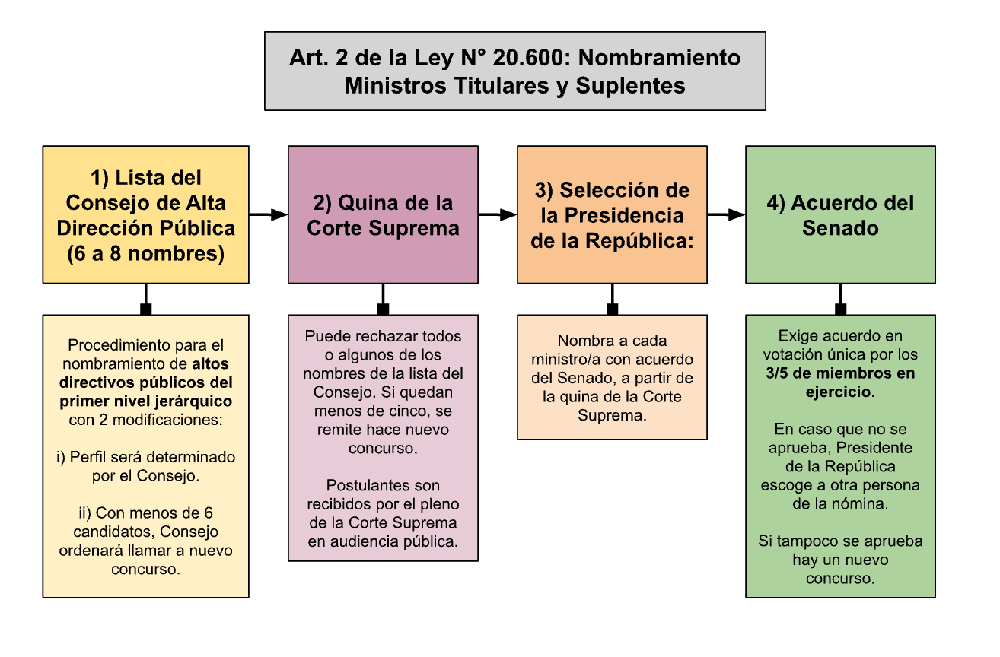 Art. 2 de la Ley N° 20.600: Nombramiento
Ministros Titulares y Suplentes
1) Lista del
Consejo de Alta
Dirección Pública
(6 a 8 nombres)
Procedimiento para el
nombramiento de altos
directivos públicos del
primer nivel jerárquico
con 2 modificaciones:
i) Perfil será determinado
por el Consejo.
ii) Con menos de 6
candidatos, Consejo
ordenará llamar a nuevo
concurso.
2) Quina de la
Corte Suprema
Puede rechazar todos
o algunos de los
nombres de la lista del
Consejo. Si quedan
menos de cinco, se
remite hace nuevo
concurso.
Postulantes son
recibidos por el pleno
de la Corte Suprema
en audiencia pública.
3) Selección de
la Presidencia
de la República:
Nombra a cada
ministro/a con acuerdo
del Senado, a partir de
la quina de la Corte
Suprema.
4) Acuerdo del
Senado
Exige acuerdo en
votación única por los
3/5 de miembros en
ejercicio.
En caso que no se
aprueba, Presidente
de la República
escoge a otra persona
de la nómina.
Si tampoco se aprueba
hay un nuevo
concurso.